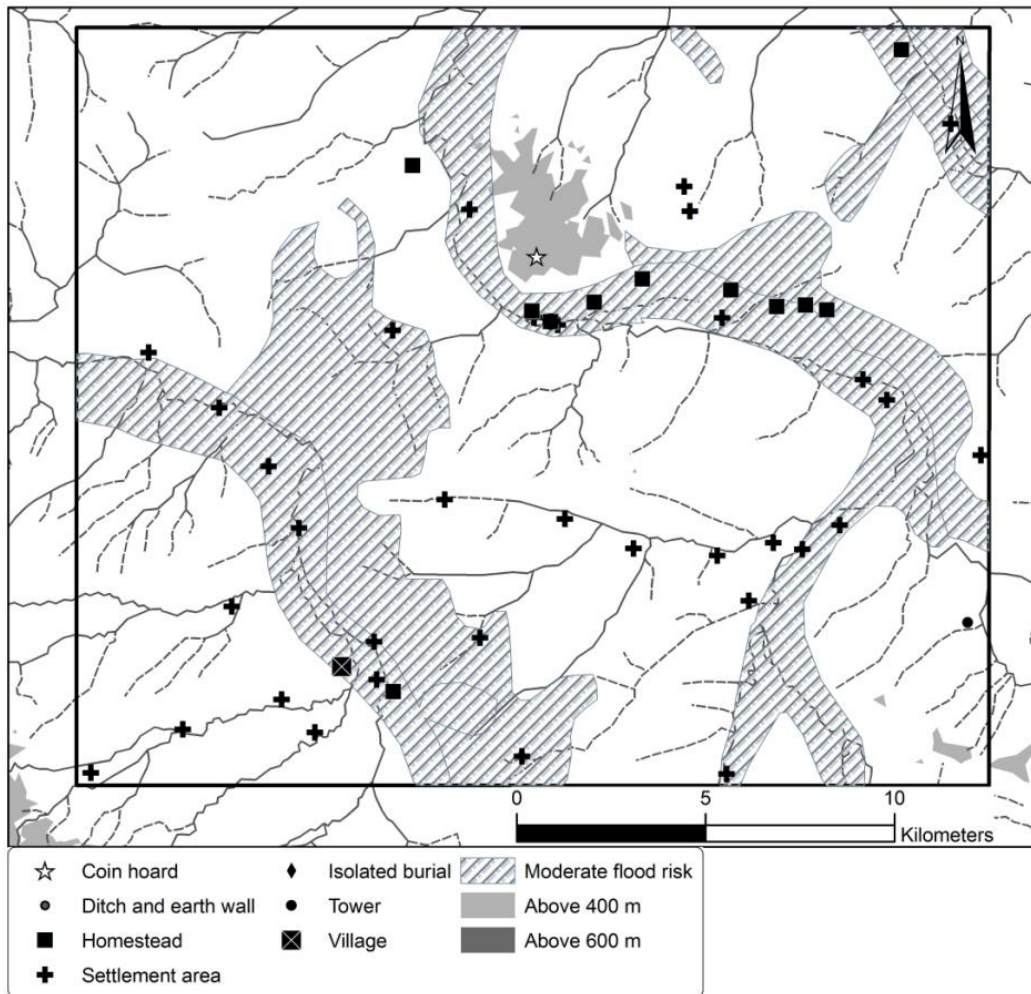 N
0 5 10
Kilometers
Coin hoard
Isolated burial
Moderate flood risk
Ditch and earth wall
Tower
Above 400 m
Homestead
Village
Above 600 m
Settlement area